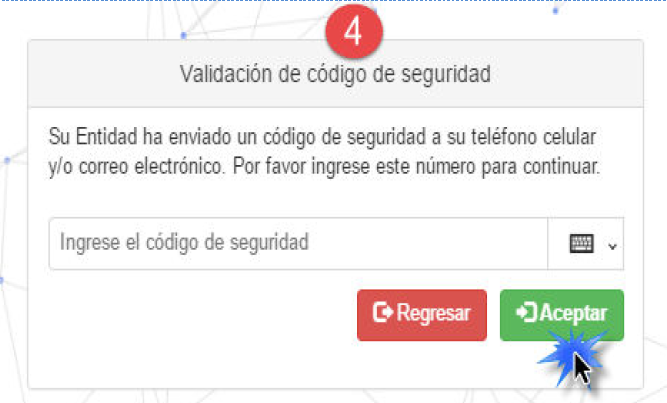 4
Validación de código de seguridad
Su Entidad ha enviado un código de seguridad a su teléfono celular
y/o correo electrónico. Por favor ingrese este número para continuar.
Ingrese el código de seguridad
Regresar Aceptar